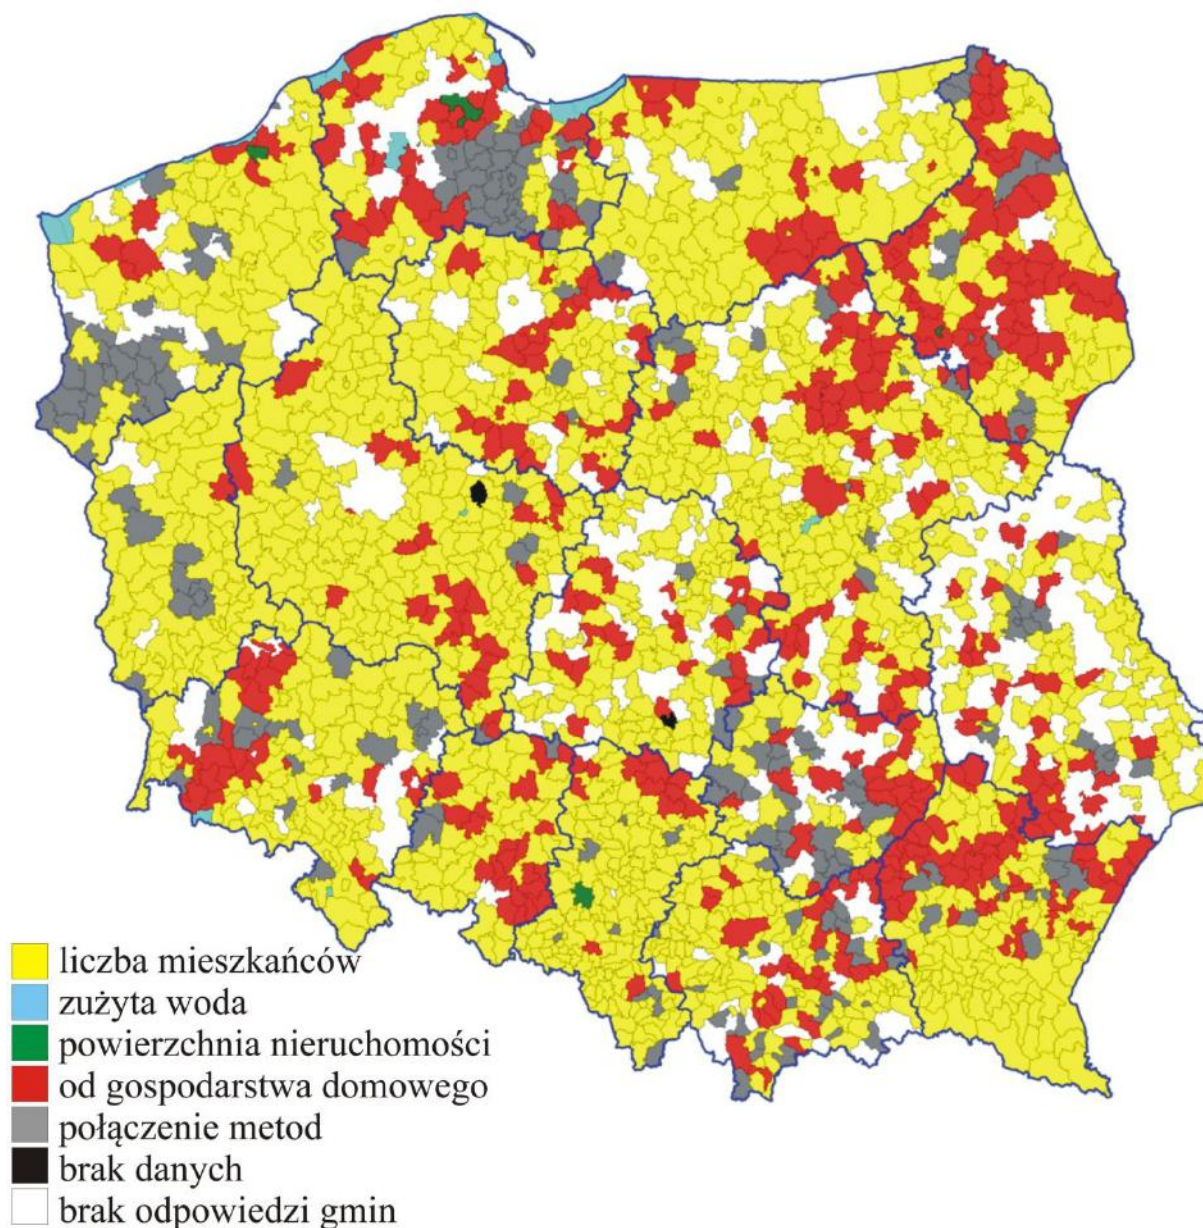 liczba mieszkańców
zużyta woda
powierzchnia nieruchomości
od gospodarstwa domowego
połączenie metod
brak danych
brak odpowiedzi gmin